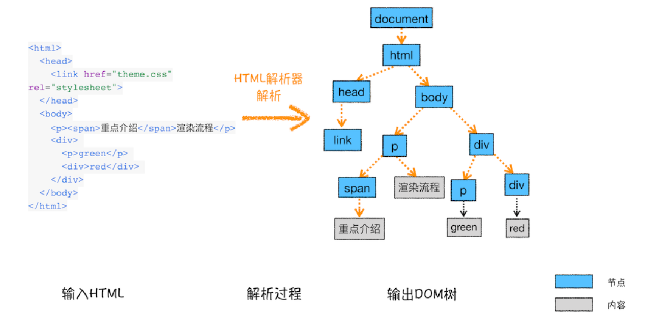 <html>
<head>
<link href="theme.css"
rel="stylesheet">
</head>
<body>
<p><span>重点介绍</span>渲染流程</p>
<div>
<p>green</p>
<div>red</div>
</div>
</body>
</html>
HTML解析器
解析
document
html
head
body
link
p
div
span
渲染流程
p
div
重点介绍
green
red
输入HTML
解析过程
输出DOM树
节点
内容